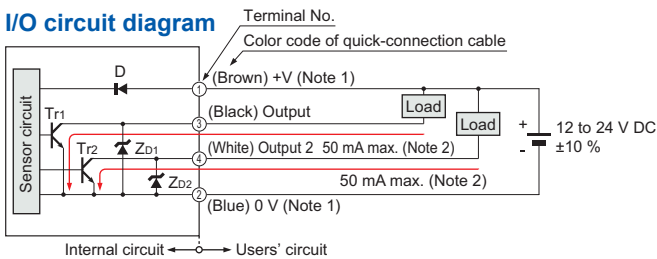 I/O circuit diagram
Terminal No.
Color code of quick-connection cable
D
1
(Brown) +V (Note 1)
Sensor circuit
Tr1
3
(Black) Output
Load
Load
+
-
12 to 24 V DC
±10 %
Tr2
ZD1
4
(White) Output 2 50 mA max. (Note 2)
ZD2
50 mA max. (Note 2)
2
(Blue) 0 V (Note 1)
Internal circuit
Users' circuit